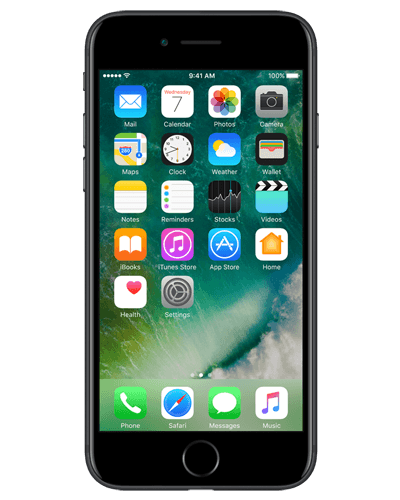 9:41 AM 100%
Wednesday
7
Mail Calendar Photos Camera
280
Maps Clock Weather Wallet
Notes Reminders Stocks Videos
iBooks iTunes Store App Store Home
Health Settings
Phone Safari Messages Music